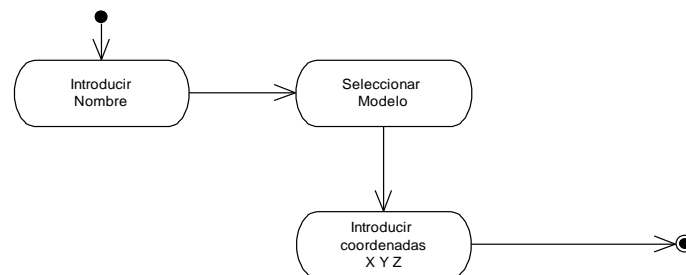 Introducir
Nombre
Seleccionar
Modelo
Introducir
coordenadas
X Y Z